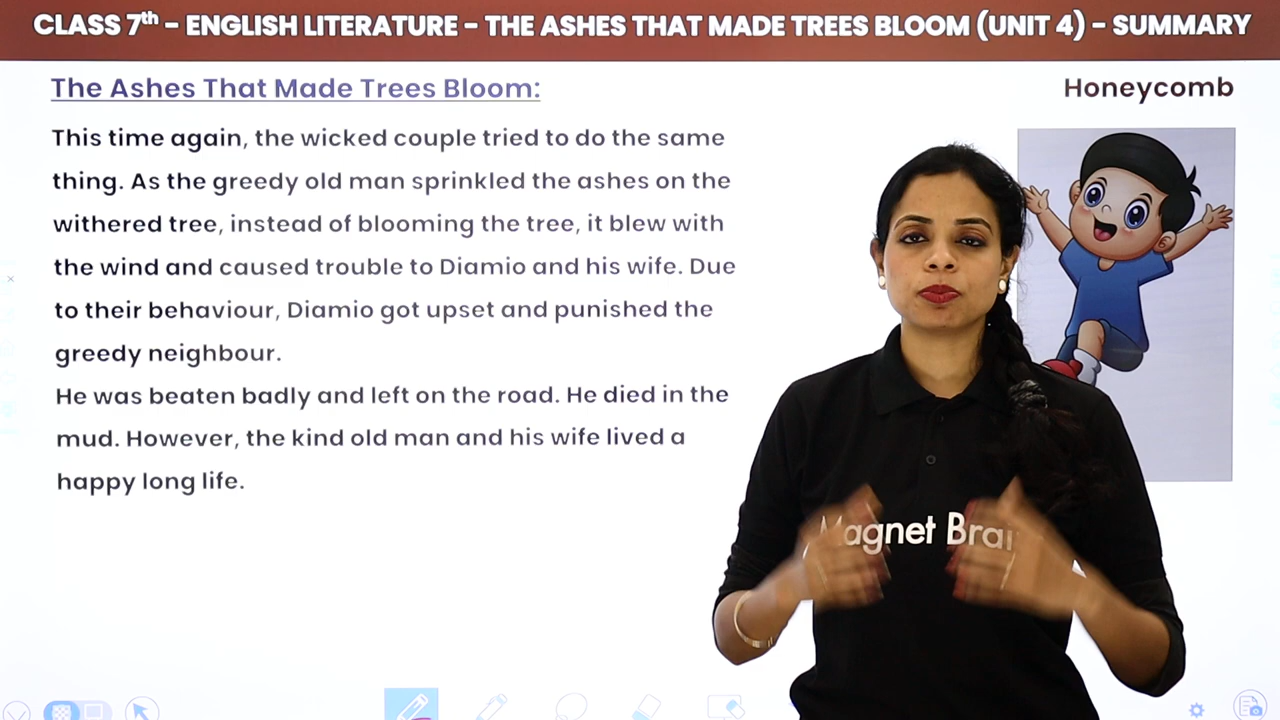 CLASS 7th - ENGLISH LITERATURE - THE ASHES THAT MADE TREES BLOOM (UNIT 4) - SUMMARY
The Ashes That Made Trees Bloom:
Honeycomb
This time again, the wicked couple tried to do the same
thing. As the greedy old man sprinkled the ashes on the
withered tree, instead of blooming the tree, it blew with
the wind and caused trouble to Diamio and his wife. Due
to their behaviour, Diamio got upset and punished the
greedy neighbour.
He was beaten badly and left on the road. He died in the
mud. However, the kind old man and his wife lived a
happy long life.
Magnet Brai